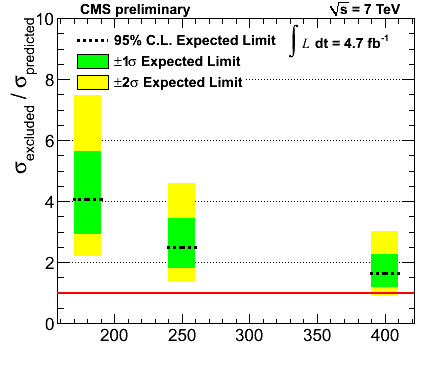 CMS preliminary √s = 7 TeV
95% C.L. Expected Limit ∫ L dt = 4.7 fb⁻¹
±1σ Expected Limit
±2σ Expected Limit
σexcluded / σpredicted
10
8
6
4
2
0
200 250 300 350 400